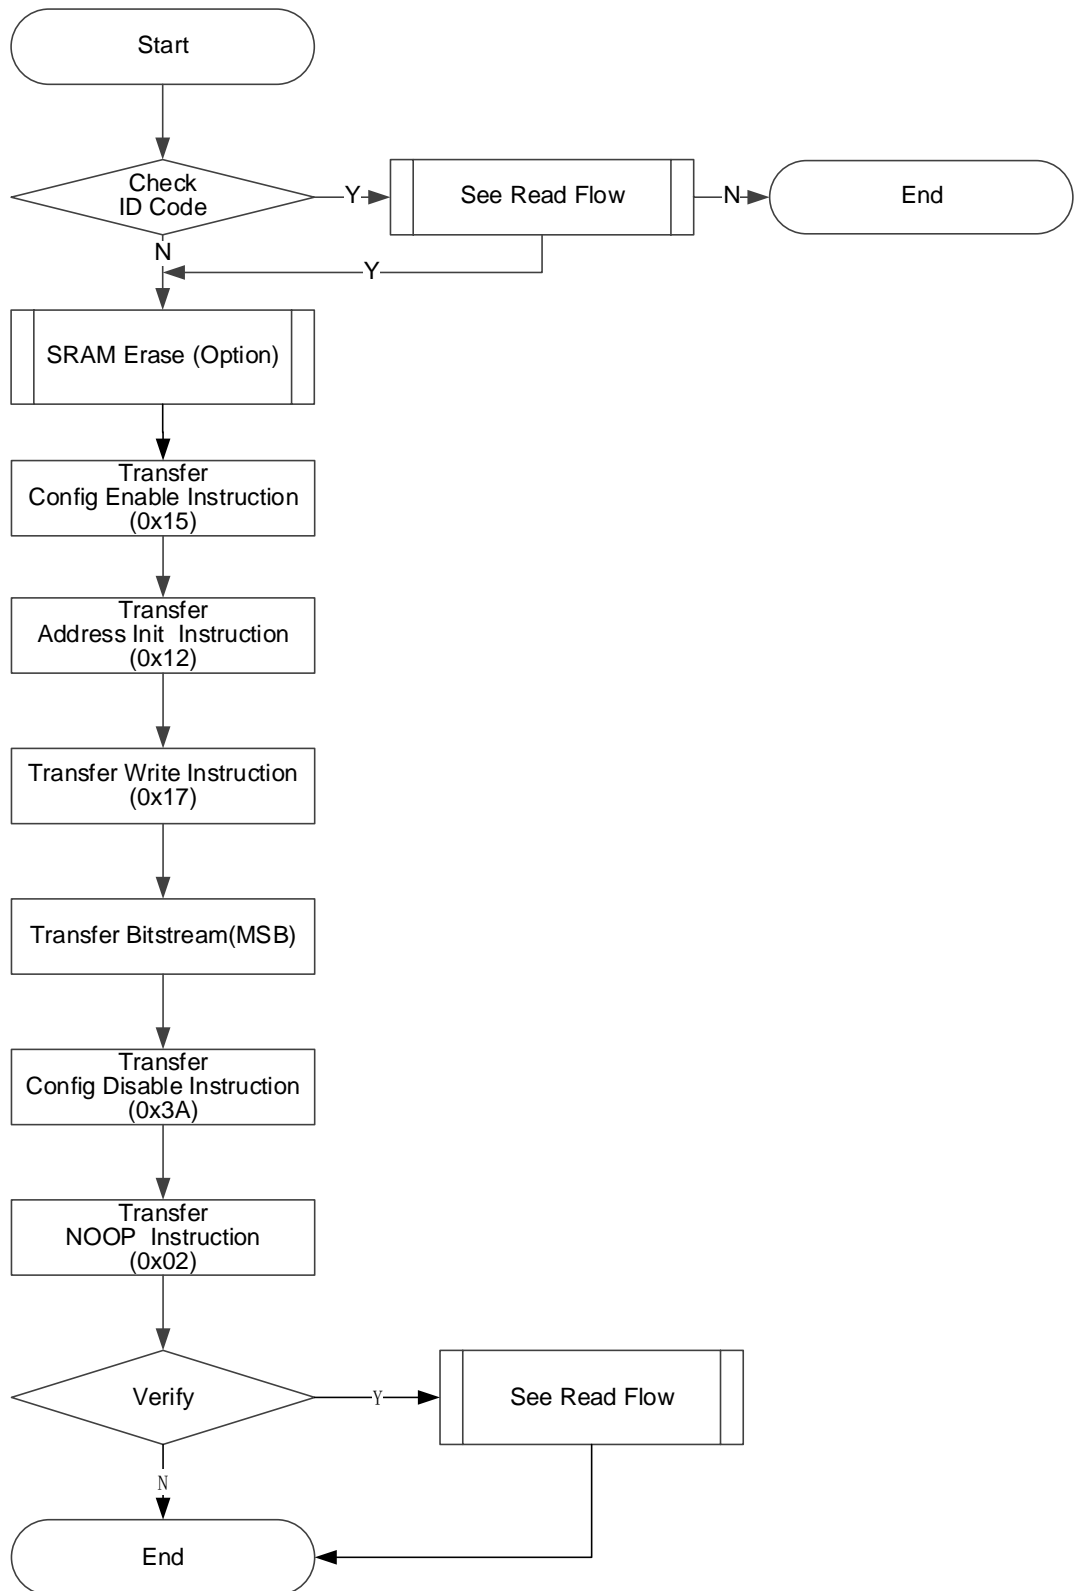 Start
Check
ID Code
Y
See Read Flow
N
End
N
Y
SRAM Erase (Option)
Transfer
Config Enable Instruction
(0x15)
Transfer
Address Init  Instruction
(0x12)
Transfer Write Instruction
(0x17)
Transfer Bitstream(MSB)
Transfer
Config Disable Instruction
(0x3A)
Transfer
NOOP  Instruction
(0x02)
Verify
Y
See Read Flow
N
End